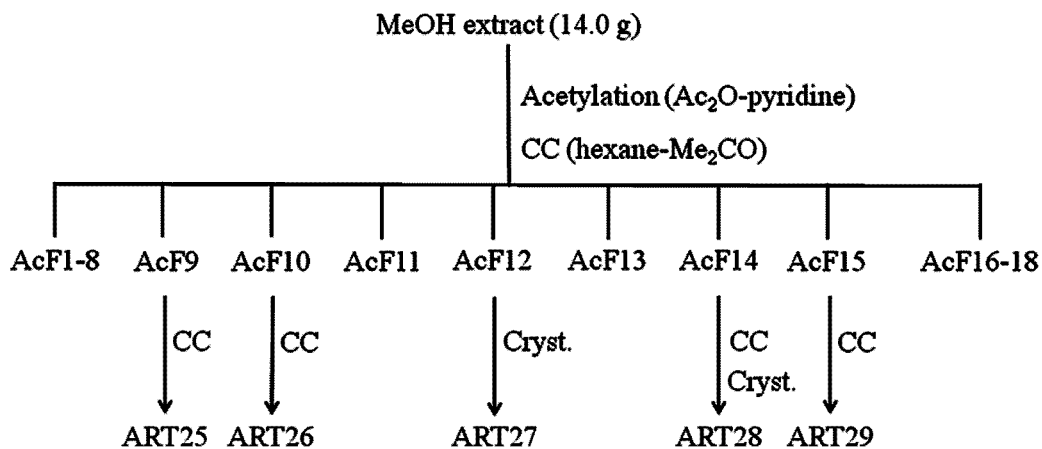 MeOH extract (14.0 g)
Acetylation (Ac₂O-pyridine)
CC (hexane-Me₂CO)
AcF1-8 AcF9 AcF10 AcF11 AcF12 AcF13 AcF14 AcF15 AcF16-18
CC CC Cryst. CC CC
Cryst.
ART25 ART26 ART27 ART28 ART29